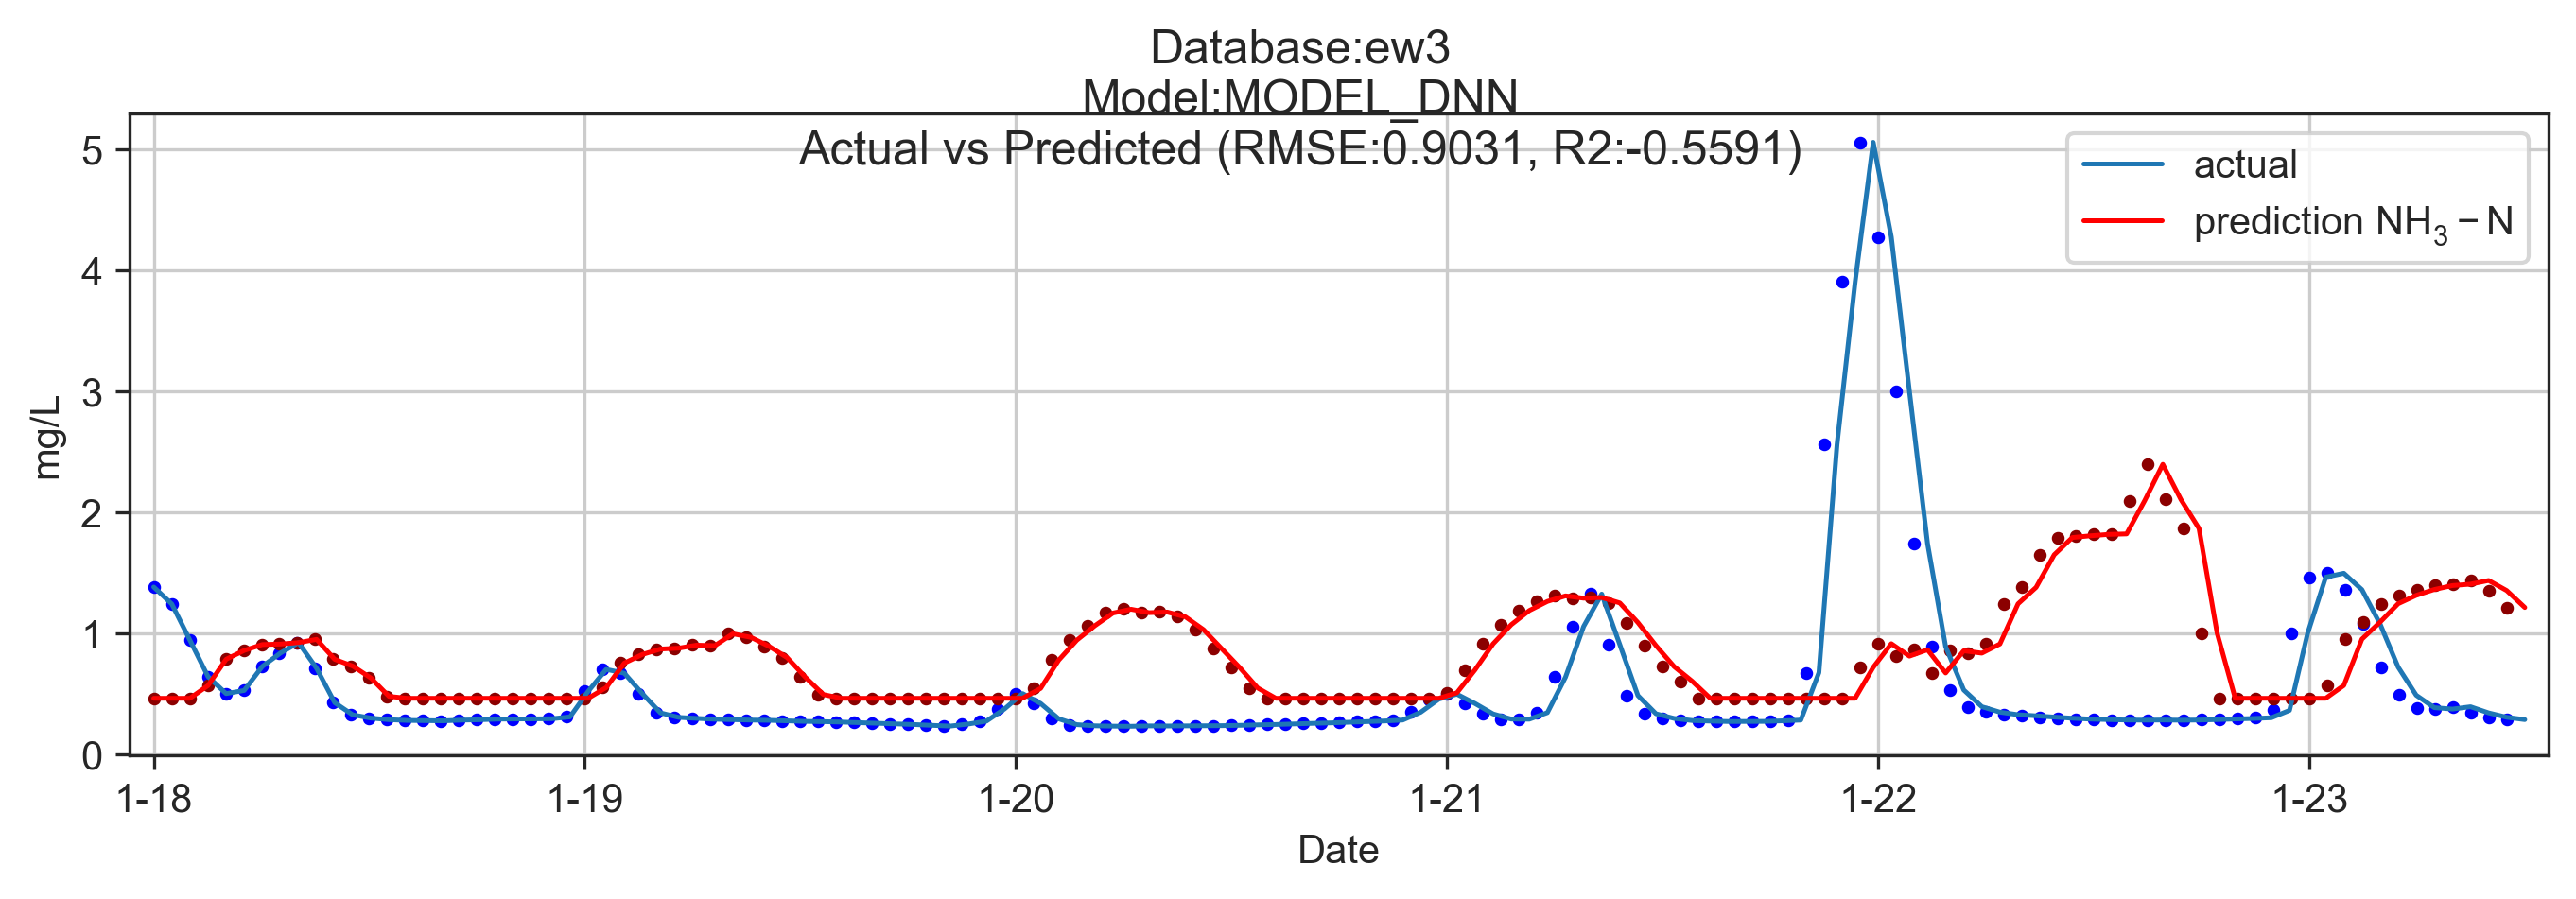 Database:ew3
Model:MODEL_DNN
Actual vs Predicted (RMSE:0.9031, R2:-0.5591)
actual
prediction NH₃ − N
mg/L
5
4
3
2
1
0
1-18 1-19 1-20 1-21 1-22 1-23
Date